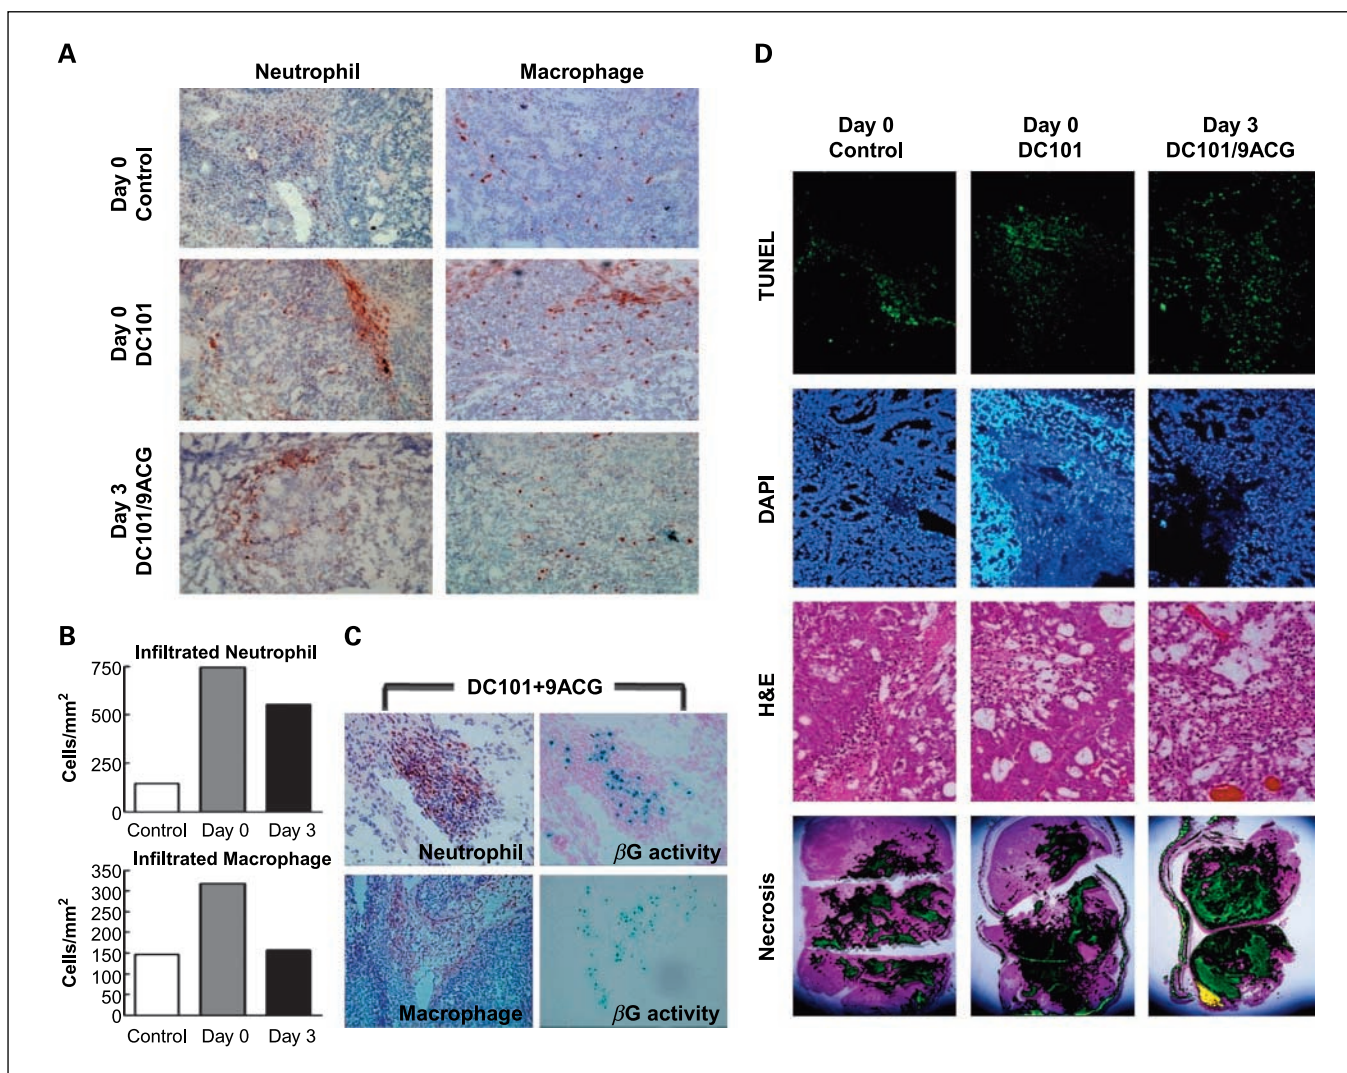 A
Neutrophil
Macrophage
Day 0
Control
Day 0
DC101
Day 3
DC101/9ACG
B
Infiltrated Neutrophil
Cells/mm²
750
500
250
0
Control
Day 0
Day 3
Infiltrated Macrophage
Cells/mm²
350
300
250
200
150
100
50
0
Control
Day 0
Day 3
C
DC101+9ACG
Neutrophil
βG activity
Macrophage
βG activity
D
Day 0
Control
Day 0
DC101
Day 3
DC101/9ACG
TUNEL
DAPI
H&E
Necrosis